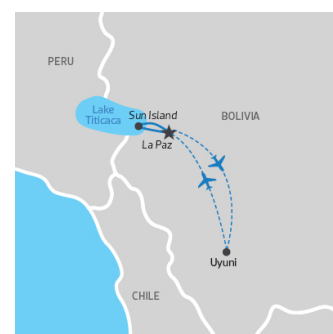 PERU
Lake
Titicaca
Sun Island
BOLIVIA
La Paz
Uyuni
CHILE